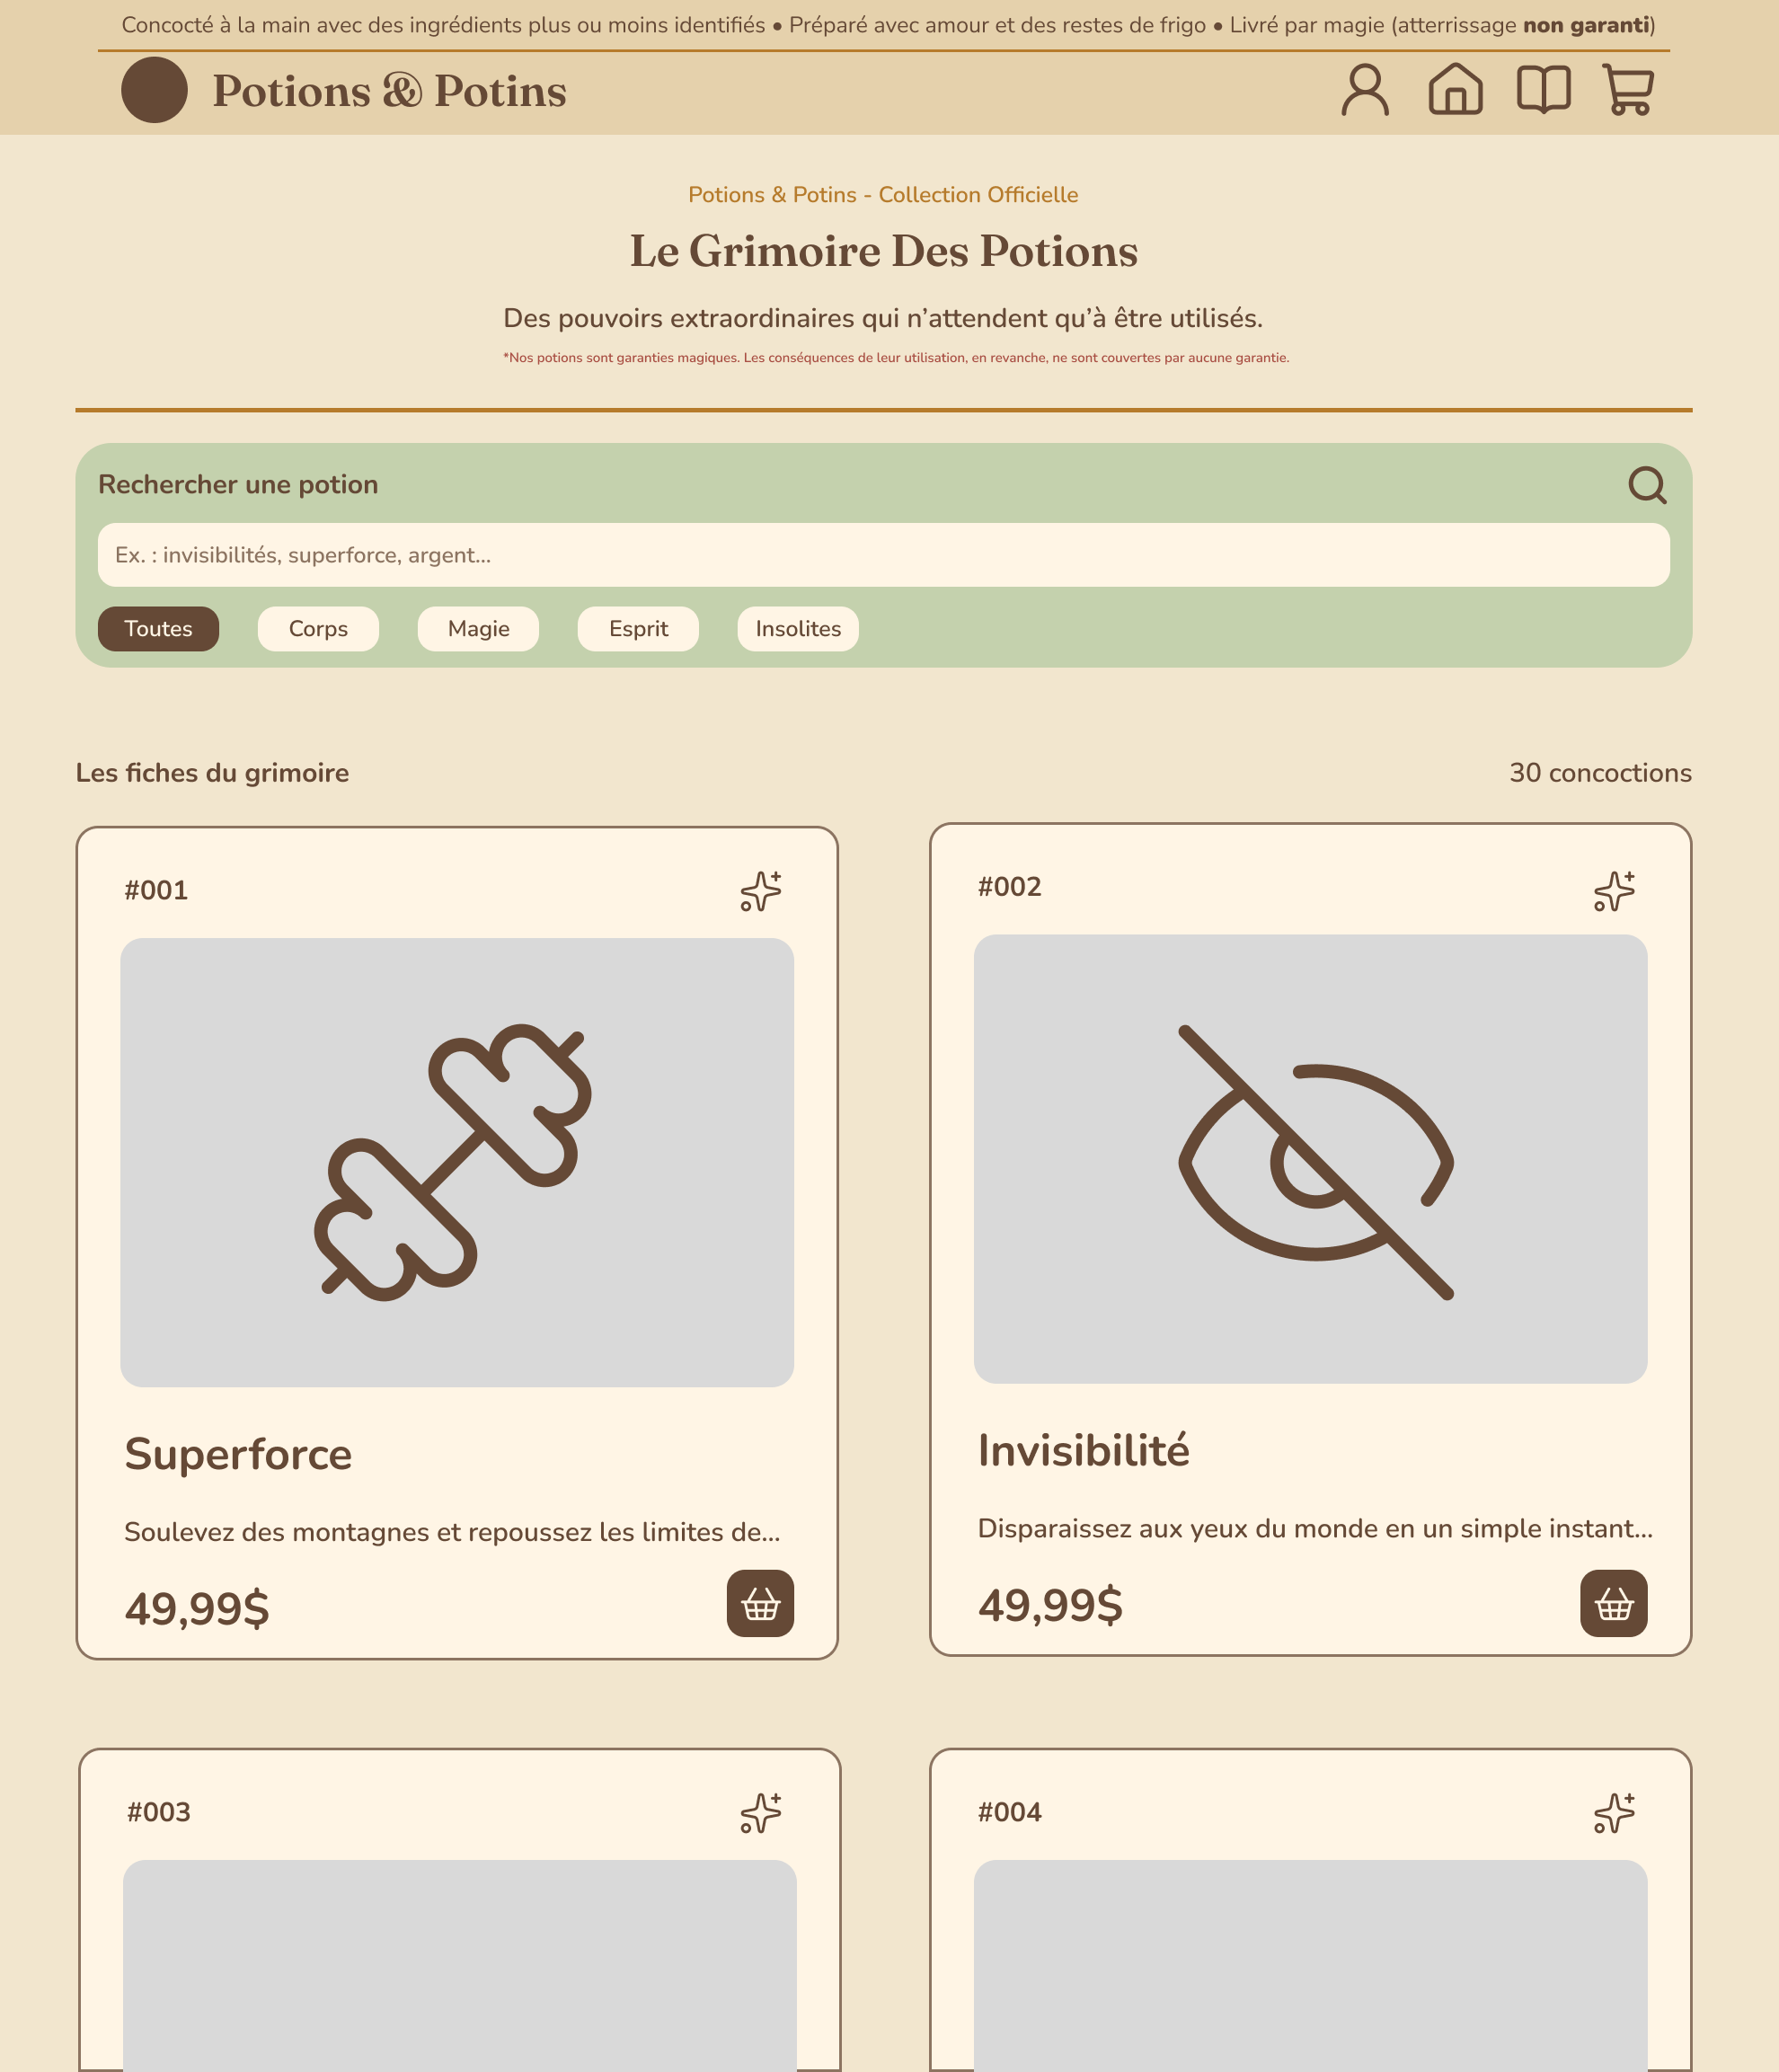 Concocté à la main avec des ingrédients plus ou moins identifiés • Préparé avec amour et des restes de frigo • Livré par magie (atterrissage non garanti)
Potions & Potins
Potions & Potins - Collection Officielle
Le Grimoire Des Potions
Des pouvoirs extraordinaires qui n’attendent qu’à être utilisés.
*Nos potions sont garanties magiques. Les conséquences de leur utilisation, en revanche, ne sont couvertes par aucune garantie.
Rechercher une potion
Ex. : invisibilités, superforce, argent...
Toutes Corps Magie Esprit Insolites
Les fiches du grimoire 30 concoctions
#001
Superforce
Soulevez des montagnes et repoussez les limites de...
49,99$
#002
Invisibilité
Disparaissez aux yeux du monde en un simple instant...
49,99$
#003
#004